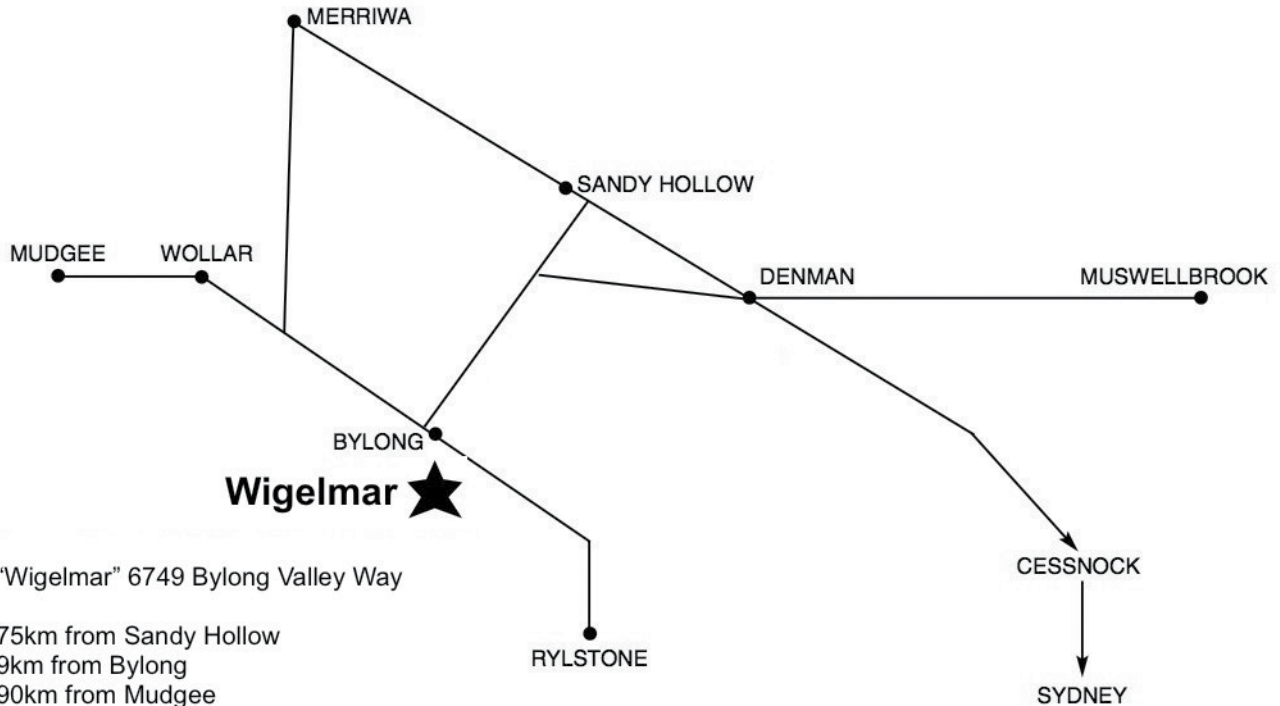 MERRIWA
SANDY HOLLOW
MUDGEE
WOLLAR
DENMAN
MUSWELLBROOK
BYLONG
Wigelmar
CESSNOCK
RYLSTONE
SYDNEY
“Wigelmar” 6749 Bylong Valley Way
75km from Sandy Hollow
9km from Bylong
90km from Mudgee